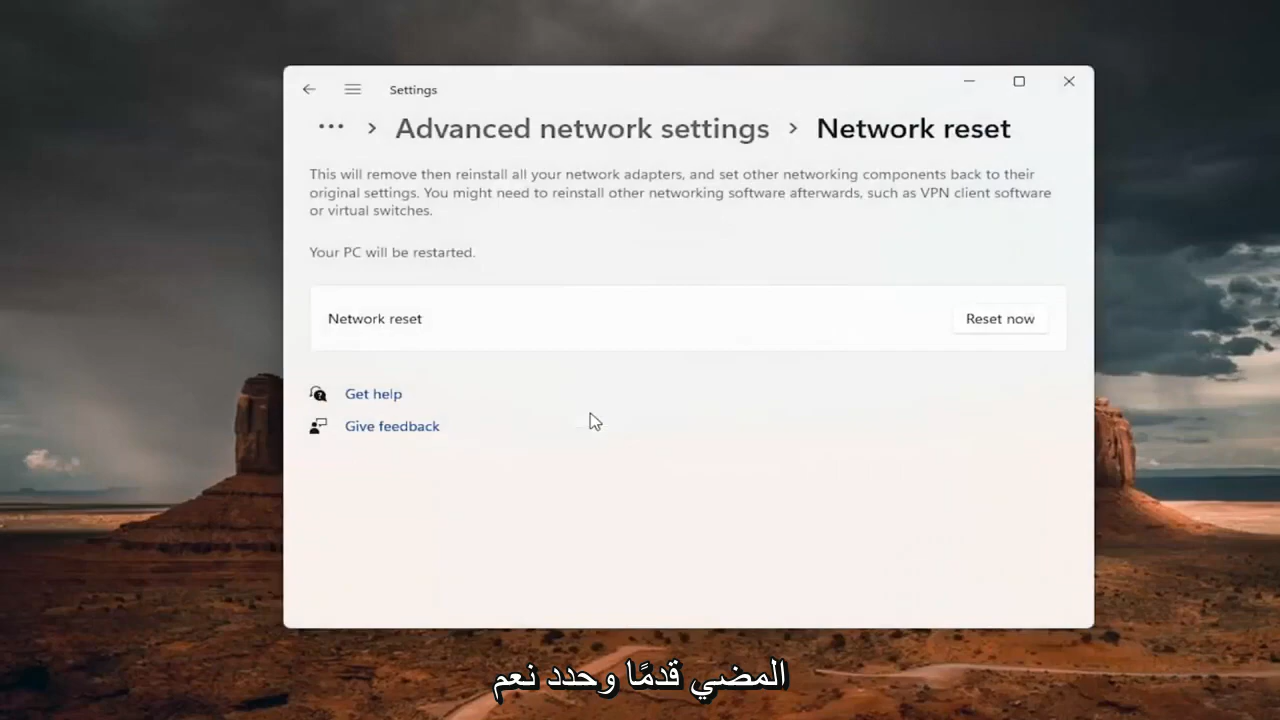 Settings
... > Advanced network settings > Network reset
This will remove then reinstall all your network adapters, and set other networking components back to their
original settings. You might need to reinstall other networking software afterwards, such as VPN client software
or virtual switches.
Your PC will be restarted.
Network reset
Reset now
Get help
Give feedback
المضي قدمًا وحدد نعم